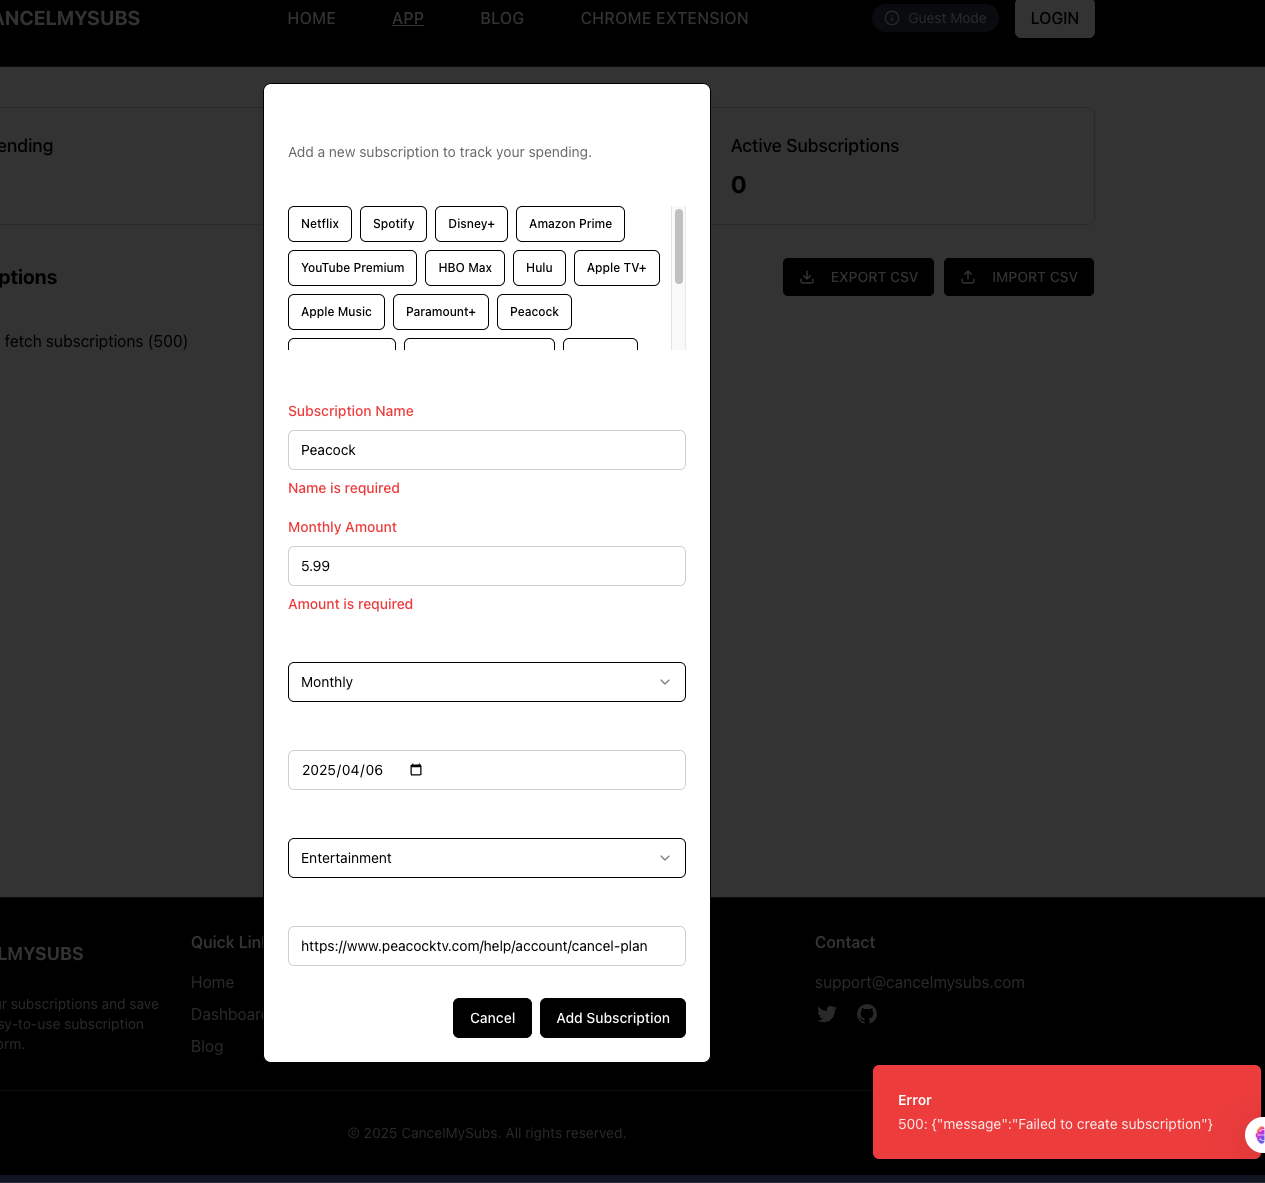 ANCELMYSUBS
HOME APP BLOG CHROME EXTENSION Guest Mode LOGIN
ending
Active Subscriptions
0
Add a new subscription to track your spending.
Netflix Spotify Disney+ Amazon Prime
YouTube Premium HBO Max Hulu Apple TV+
Apple Music Paramount+ Peacock
ptions
EXPORT CSV IMPORT CSV
fetch subscriptions (500)
Subscription Name
Peacock
Name is required
Monthly Amount
5.99
Amount is required
Monthly
2025/04/06
Entertainment
https://www.peacocktv.com/help/account/cancel-plan
Cancel Add Subscription
LMYSUBS
r subscriptions and save
sy-to-use subscription
orm.
Quick Lin
Home
Dashboar
Blog
Contact
support@cancelmysubs.com
© 2025 CancelMySubs. All rights reserved.
Error
500: {"message":"Failed to create subscription"}